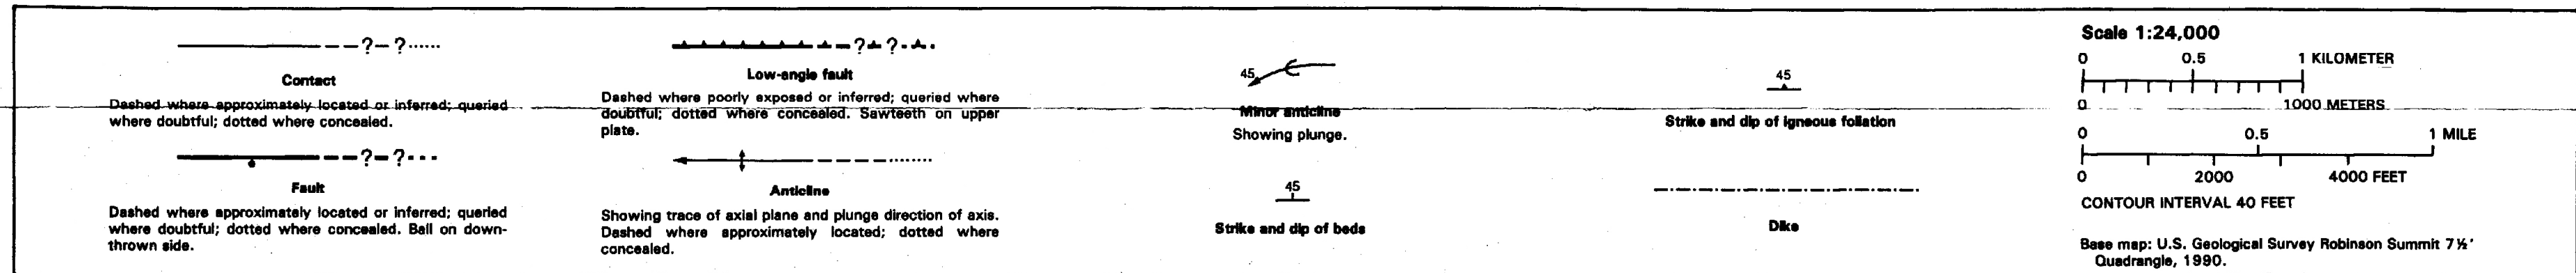 ?–?
Contact
Dashed where approximately located or inferred; queried
where doubtful; dotted where concealed.
?–?
Fault
Dashed where approximately located or inferred; queried
where doubtful; dotted where concealed. Ball on down-
thrown side.
? ?
Low-angle fault
Dashed where poorly exposed or inferred; queried where
doubtful; dotted where concealed. Sawteeth on upper
plate.
Anticline
Showing trace of axial plane and plunge direction of axis.
Dashed where approximately located; dotted where
concealed.
45
Minor anticline
Showing plunge.
45
Strike and dip of beds
45
Strike and dip of igneous foliation
Dike
Scale 1:24,000
0 0.5 1 KILOMETER
0 1000 METERS
0 0.5 1 MILE
0 2000 4000 FEET
CONTOUR INTERVAL 40 FEET
Base map: U.S. Geological Survey Robinson Summit 7½'
Quadrangle, 1990.